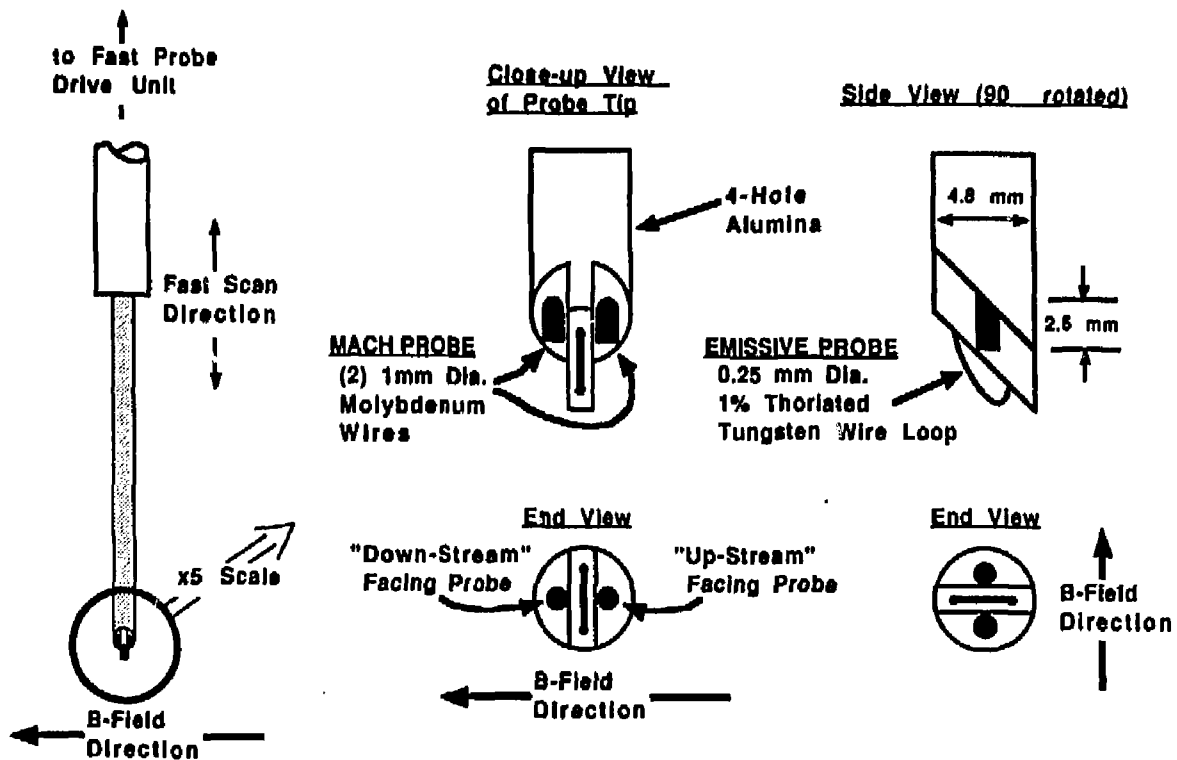 to Fast Probe
Drive Unit
Fast Scan
Direction
x5 Scale
B-Field
Direction
Close-up View
of Probe Tip
4-Hole
Alumina
MACH PROBE
(2) 1mm Dia.
Molybdenum
Wires
Side View (90 rotated)
4.8 mm
2.5 mm
EMISSIVE PROBE
0.25 mm Dia.
1% Thoriated
Tungsten Wire Loop
End View
"Down-Stream"
Facing Probe
"Up-Stream"
Facing Probe
B-Field
Direction
End View
B-Field
Direction